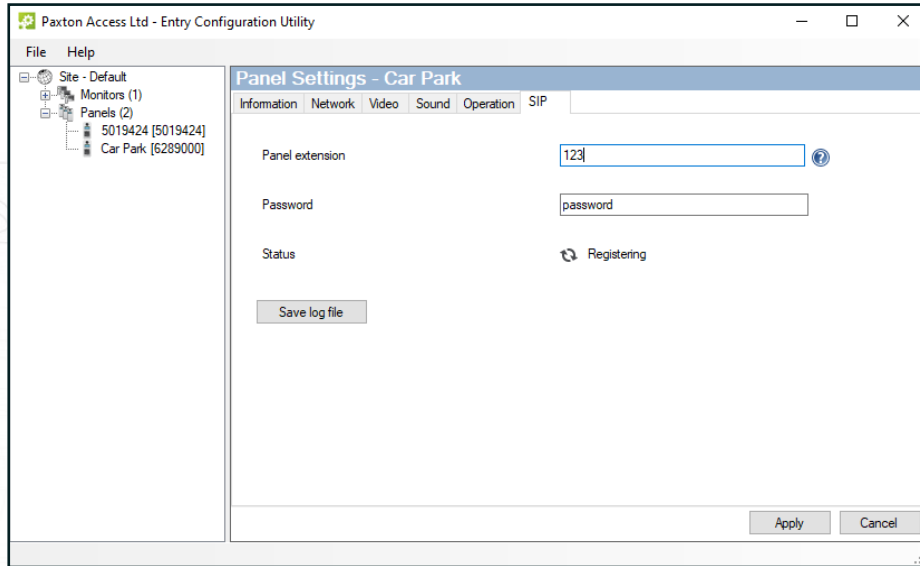 Paxton Access Ltd - Entry Configuration Utility
File Help
Site - Default
Monitors (1)
Panels (2)
5019424 [5019424]
Car Park [6289000]
Panel Settings - Car Park
Information Network Video Sound Operation SIP
Panel extension 123
Password password
Status Registering
Save log file
Apply Cancel